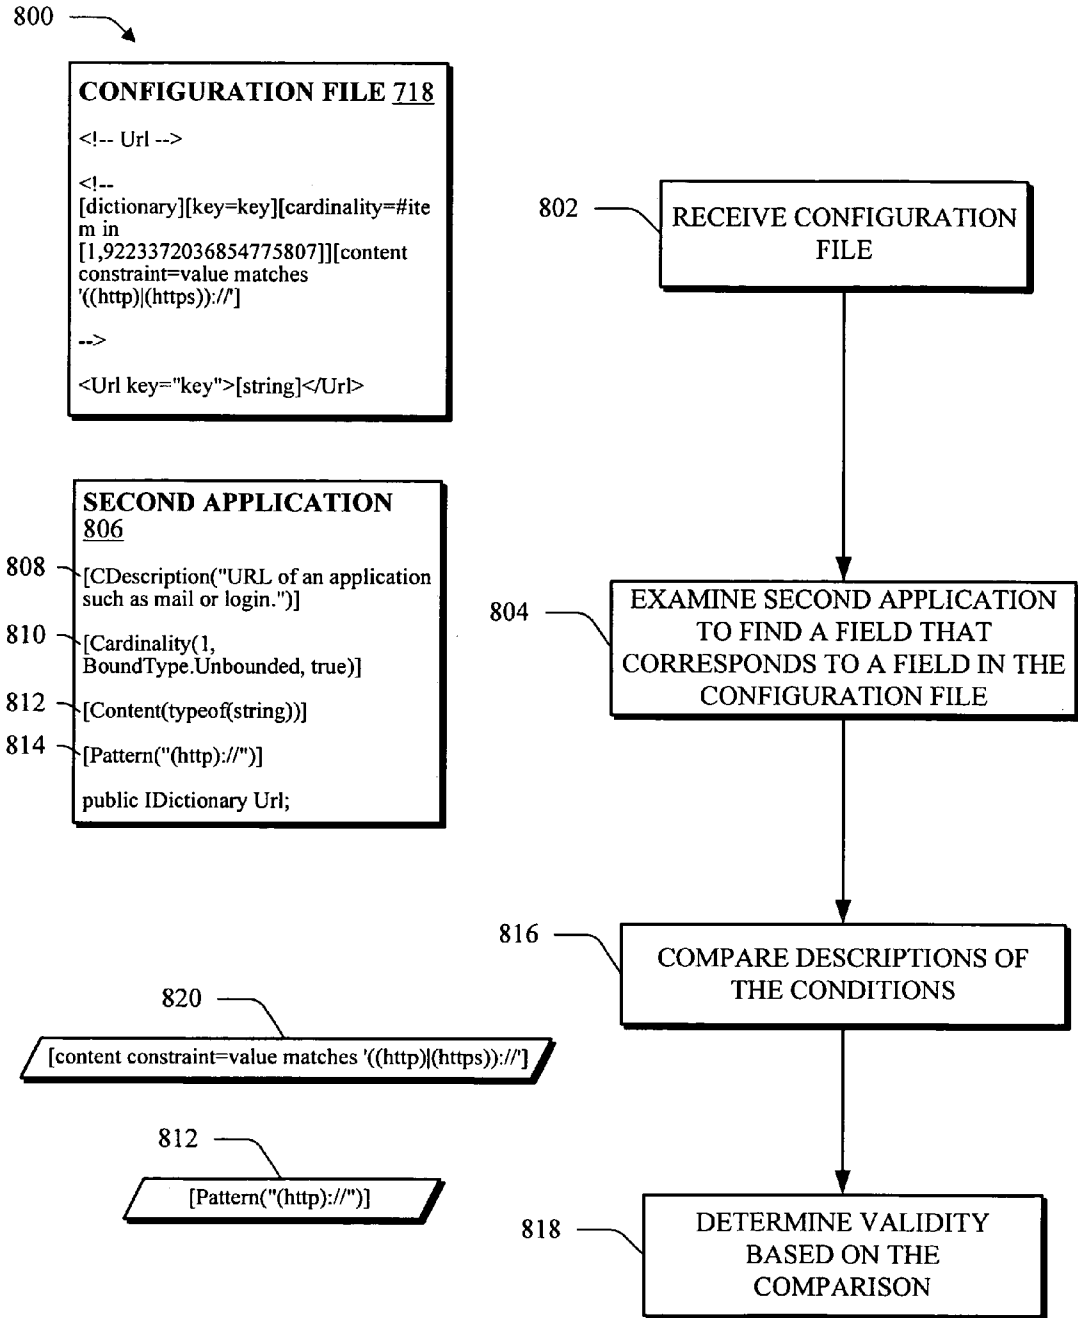 800
CONFIGURATION FILE 718
<!-- Url -->
<!--
[dictionary][key=key][cardinality=#ite
m in
[1,9223372036854775807]][content
constraint=value matches
'((http)|(https))://']
-->
<Url key="key">[string]</Url>
802
RECEIVE CONFIGURATION
FILE
SECOND APPLICATION
806
808
[CDescription("URL of an application
such as mail or login.")]
810
[Cardinality(1,
BoundType.Unbounded, true)]
812
[Content(typeof(string))]
814
[Pattern("(http)://")]
public IDictionary Url;
804
EXAMINE SECOND APPLICATION
TO FIND A FIELD THAT
CORRESPONDS TO A FIELD IN THE
CONFIGURATION FILE
816
COMPARE DESCRIPTIONS OF
THE CONDITIONS
820
[content constraint=value matches '((http)|(https))://']
812
[Pattern("(http)://")]
818
DETERMINE VALIDITY
BASED ON THE
COMPARISON